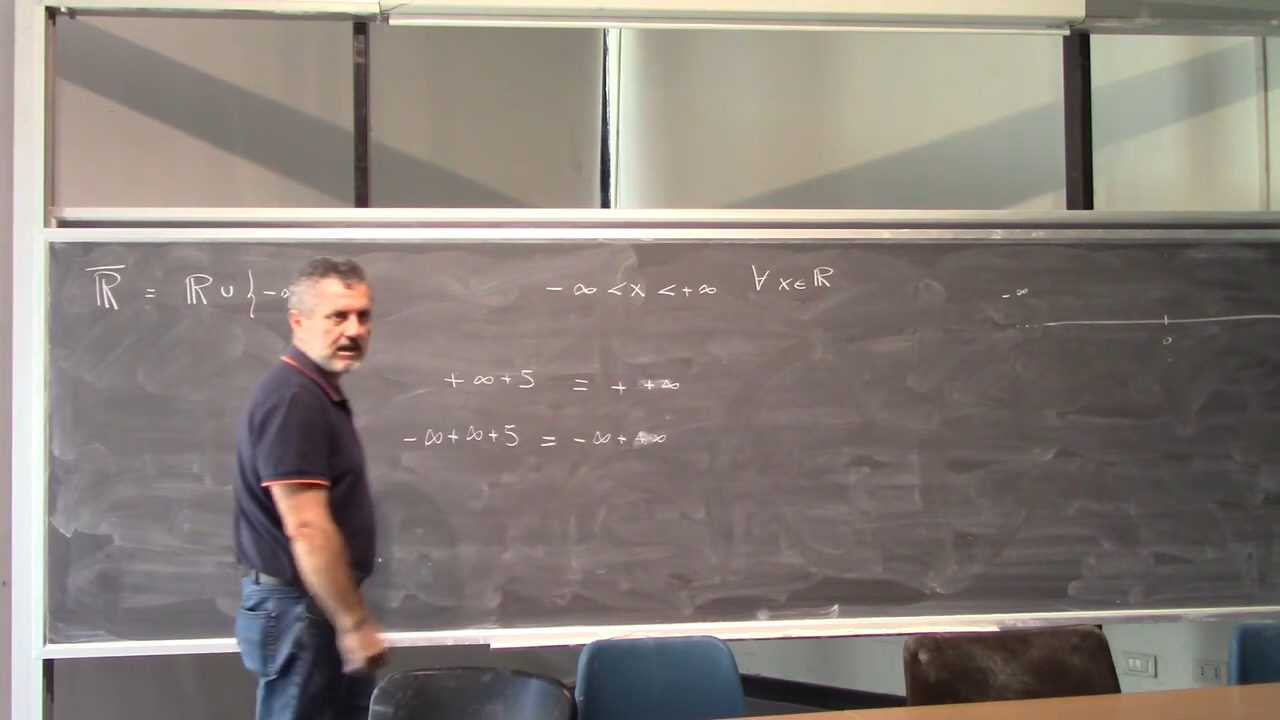 ℝ̅ = ℝ ∪ { -∞
-∞ < x < +∞ ∀ x ∈ ℝ
-∞
0
+∞+5 = + +∞
-∞+∞+5 = -∞+ +∞